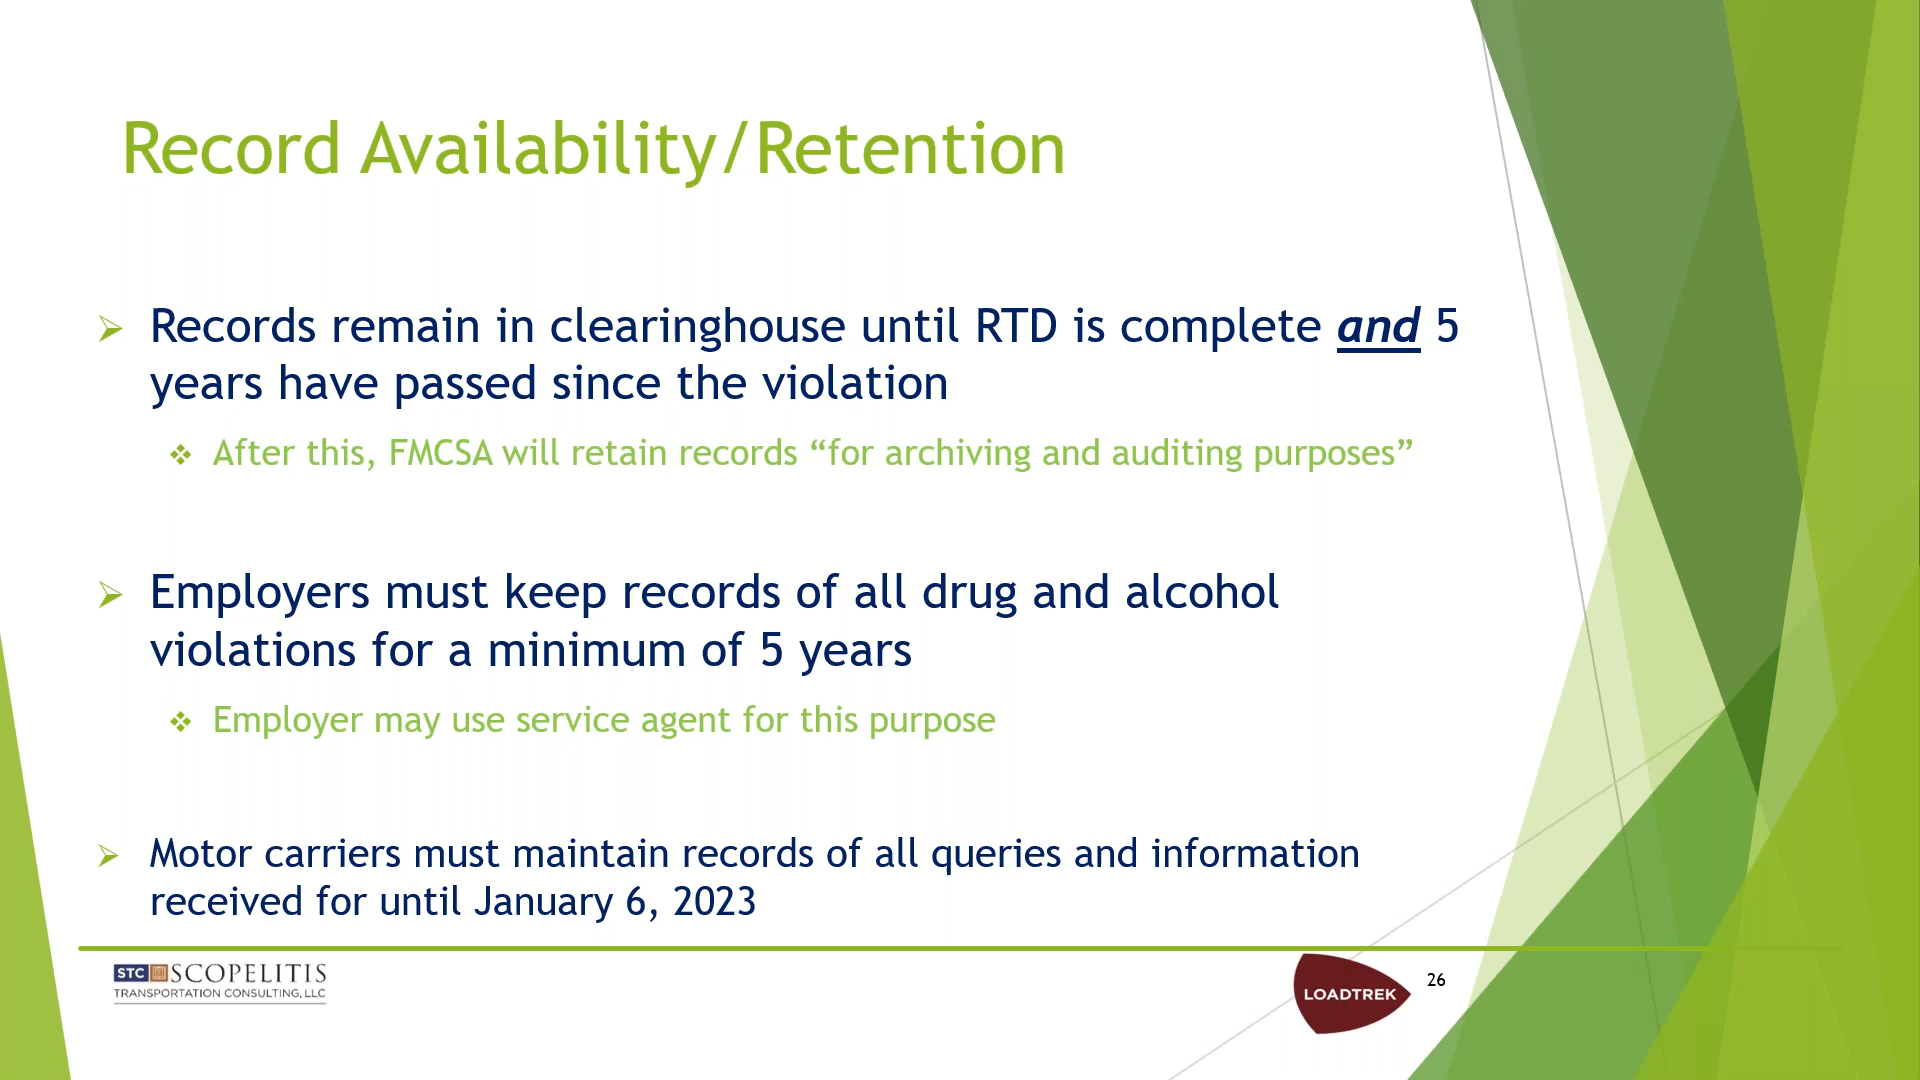 Record Availability/Retention
Records remain in clearinghouse until RTD is complete and 5
years have passed since the violation
After this, FMCSA will retain records “for archiving and auditing purposes”
Employers must keep records of all drug and alcohol
violations for a minimum of 5 years
Employer may use service agent for this purpose
Motor carriers must maintain records of all queries and information
received for until January 6, 2023
STC SCOPELITIS
TRANSPORTATION CONSULTING, LLC
LOADTREK
26